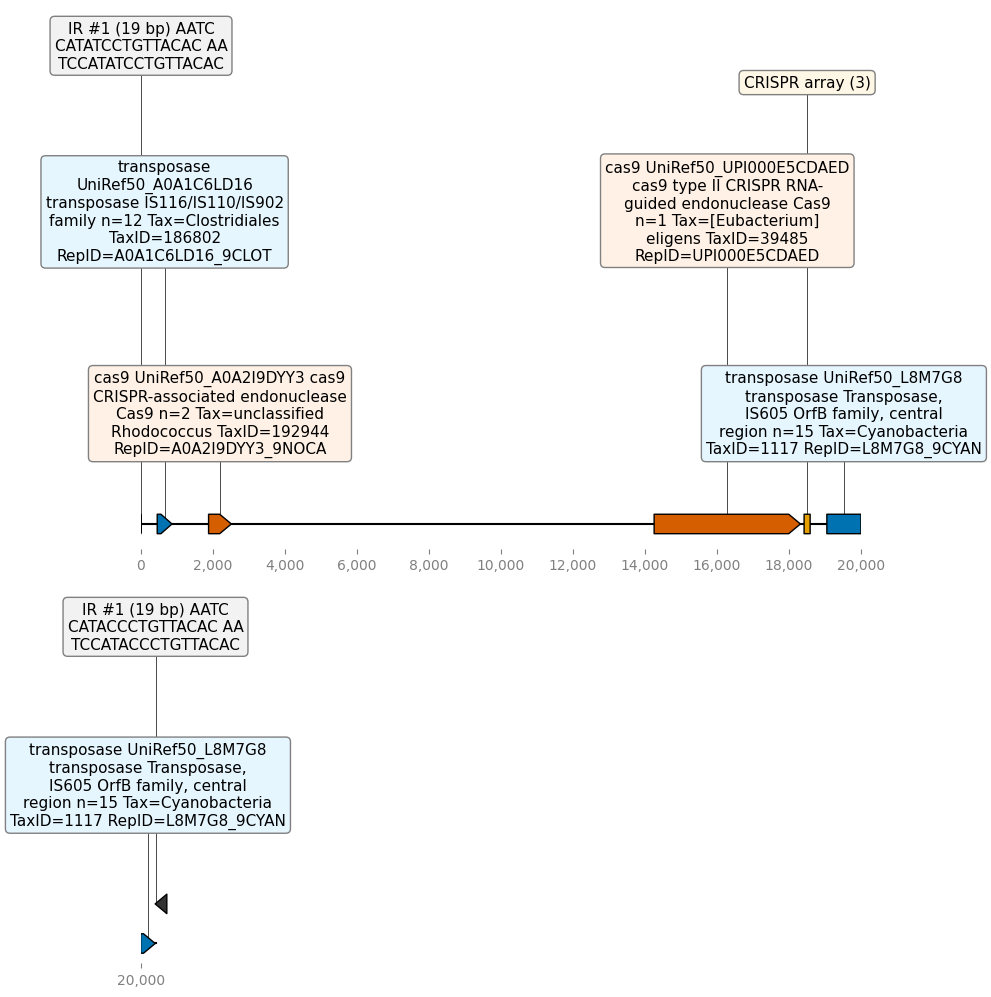 IR #1 (19 bp) AATC
CATATCCTGTTACAC AA
TCCATATCCTGTTACAC
CRISPR array (3)
transposase
UniRef50_A0A1C6LD16
transposase IS116/IS110/IS902
family n=12 Tax=Clostridiales
TaxID=186802
RepID=A0A1C6LD16_9CLOT
cas9 UniRef50_UPI000E5CDAED
cas9 type II CRISPR RNA-
guided endonuclease Cas9
n=1 Tax=[Eubacterium]
eligens TaxID=39485
RepID=UPI000E5CDAED
cas9 UniRef50_A0A2I9DYY3 cas9
CRISPR-associated endonuclease
Cas9 n=2 Tax=unclassified
Rhodococcus TaxID=192944
RepID=A0A2I9DYY3_9NOCA
transposase UniRef50_L8M7G8
transposase Transposase,
IS605 OrfB family, central
region n=15 Tax=Cyanobacteria
TaxID=1117 RepID=L8M7G8_9CYAN
0 2,000 4,000 6,000 8,000 10,000 12,000 14,000 16,000 18,000 20,000
IR #1 (19 bp) AATC
CATACCCTGTTACAC AA
TCCATACCCTGTTACAC
transposase UniRef50_L8M7G8
transposase Transposase,
IS605 OrfB family, central
region n=15 Tax=Cyanobacteria
TaxID=1117 RepID=L8M7G8_9CYAN
20,000